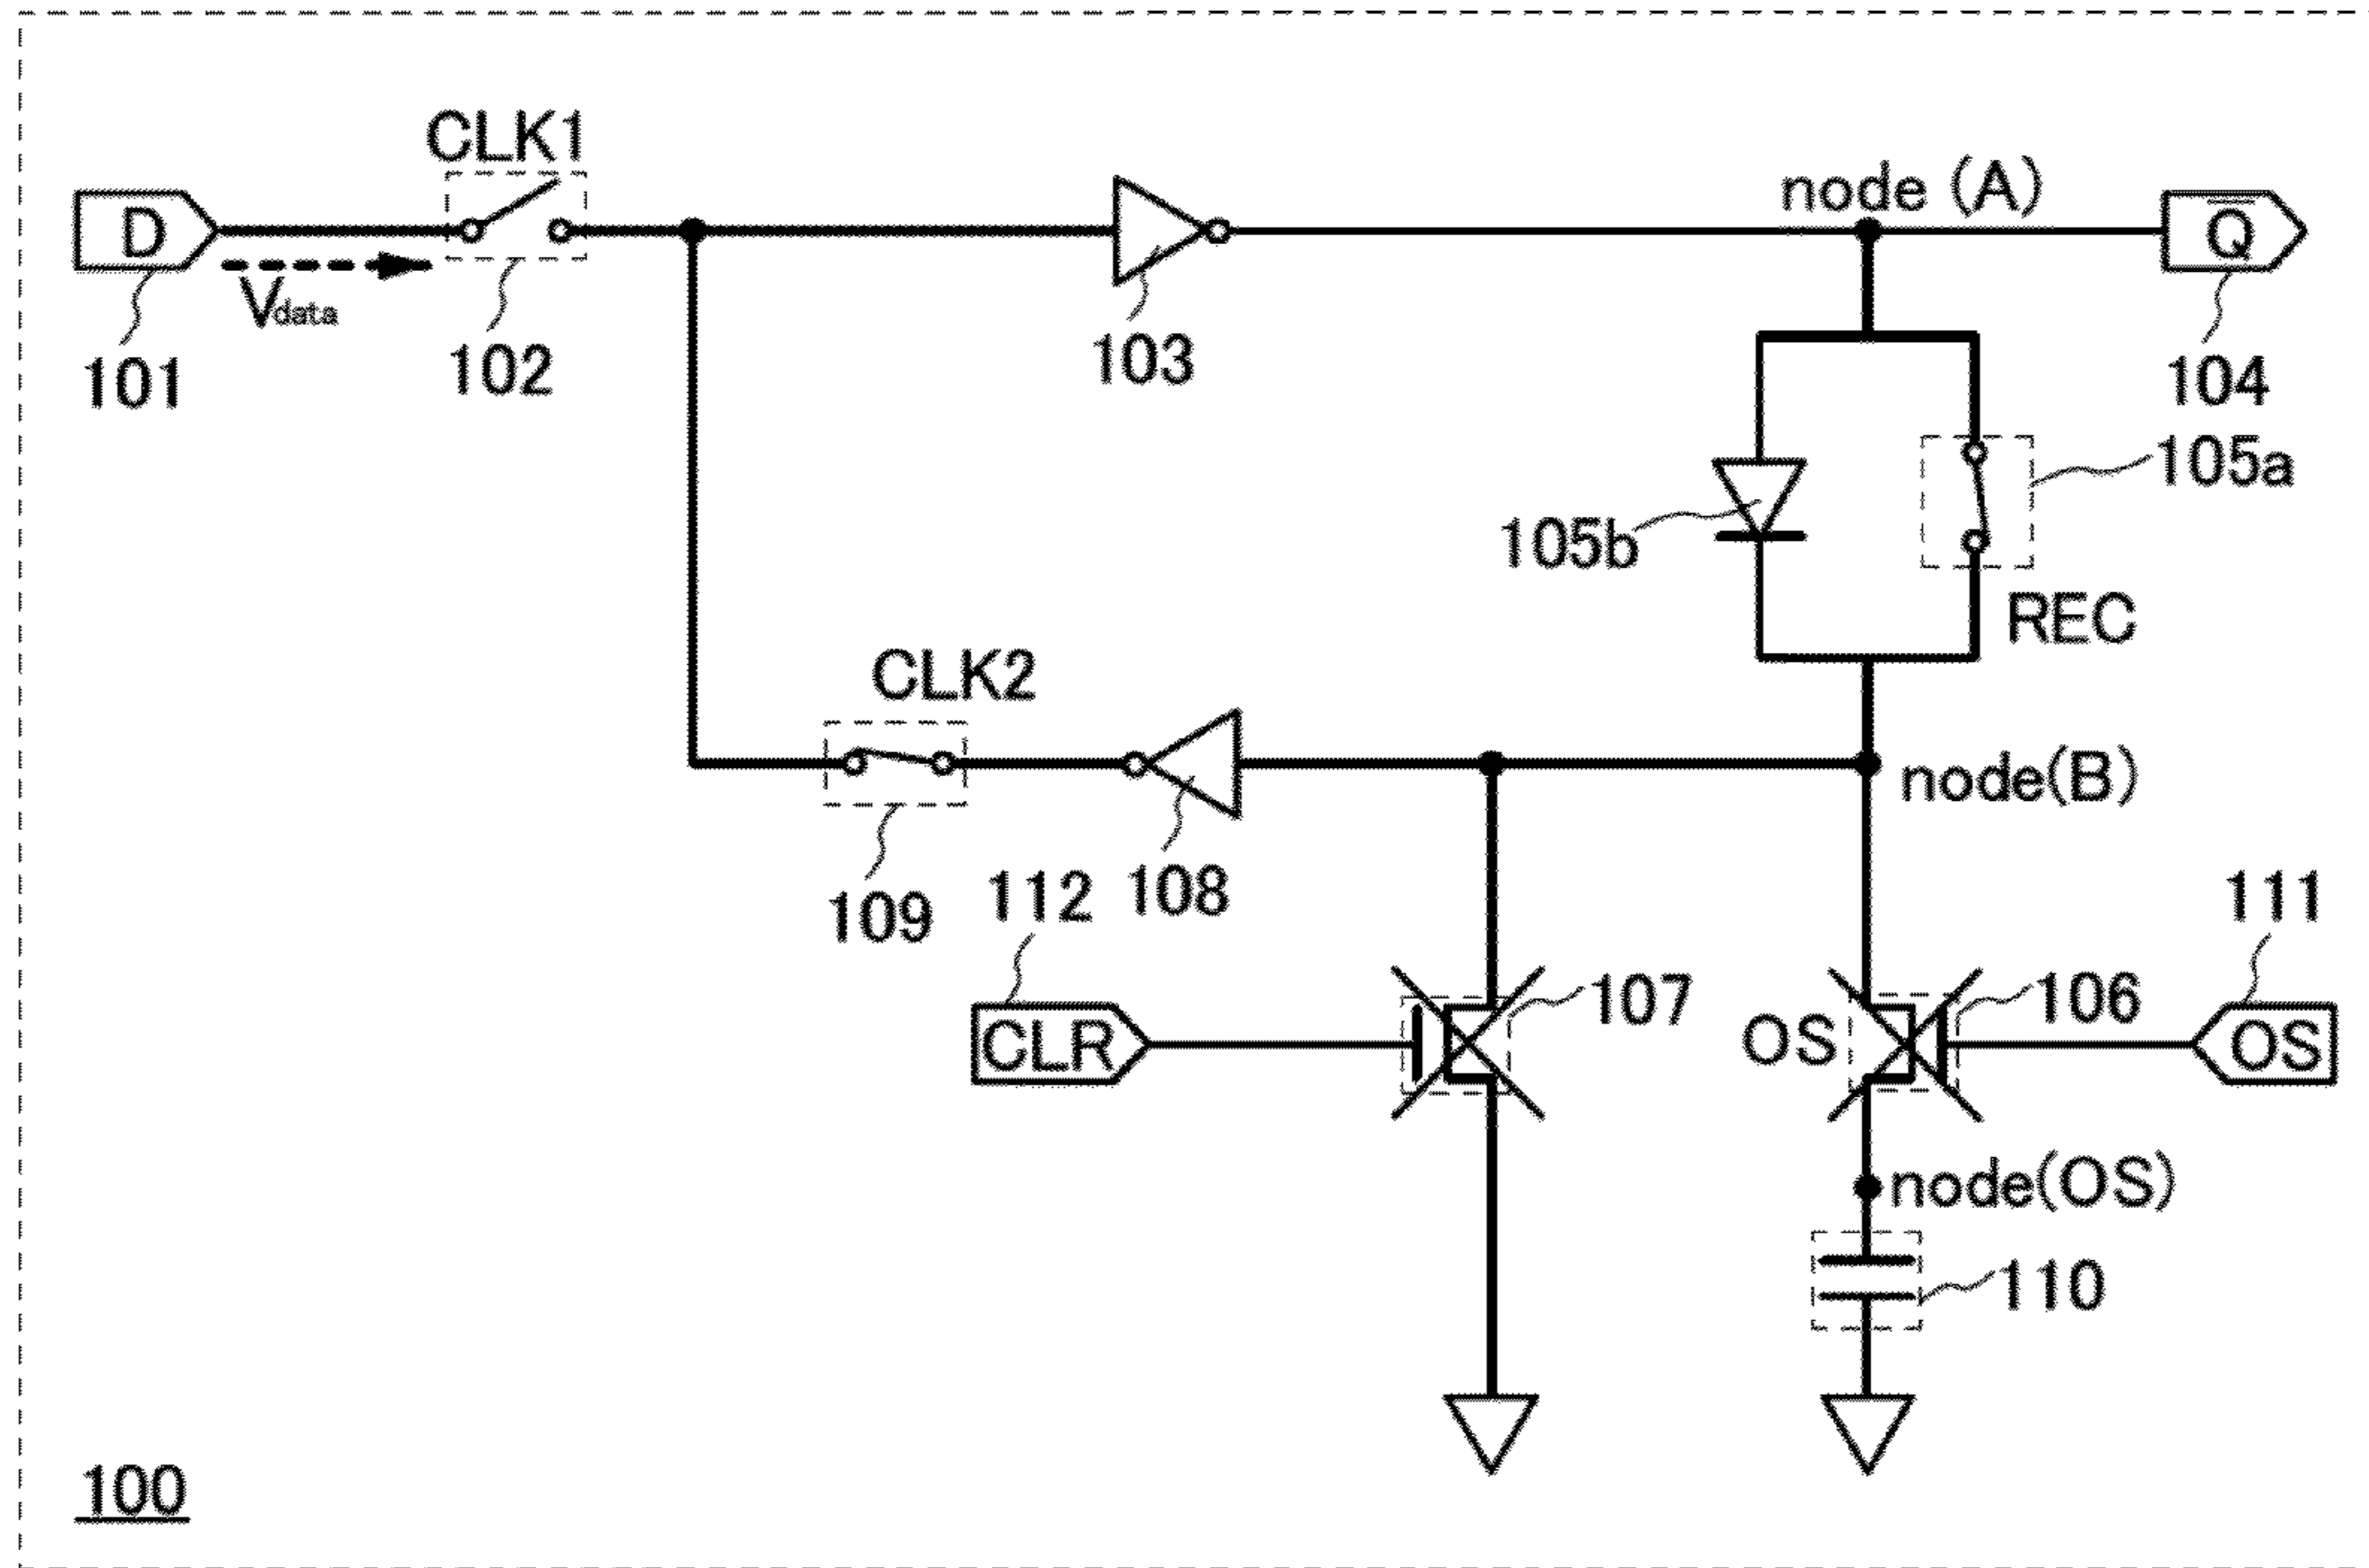 CLK1
node (A)
D
Q̅
Vdata
101
102
103
104
105a
105b
REC
CLK2
node(B)
109
112
108
111
107
106
CLR
OS
OS
node(OS)
110
100